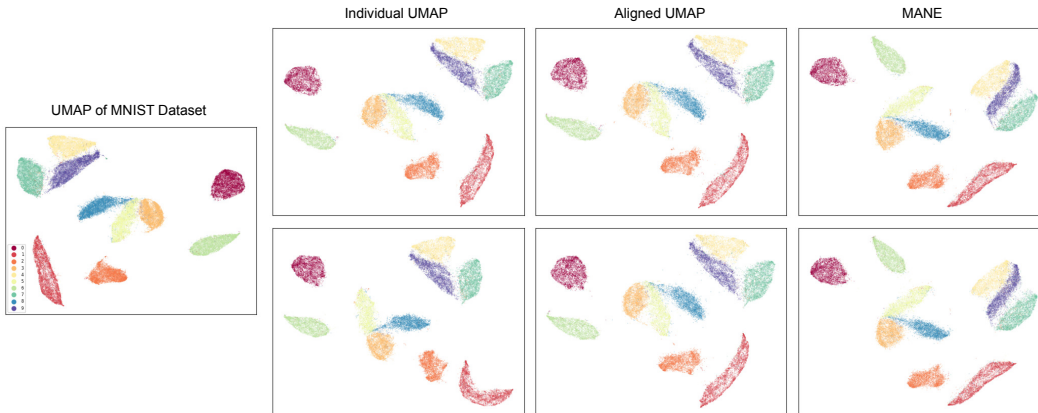 Individual UMAP
Aligned UMAP
MANE
UMAP of MNIST Dataset
0
1
2
3
4
5
6
7
8
9